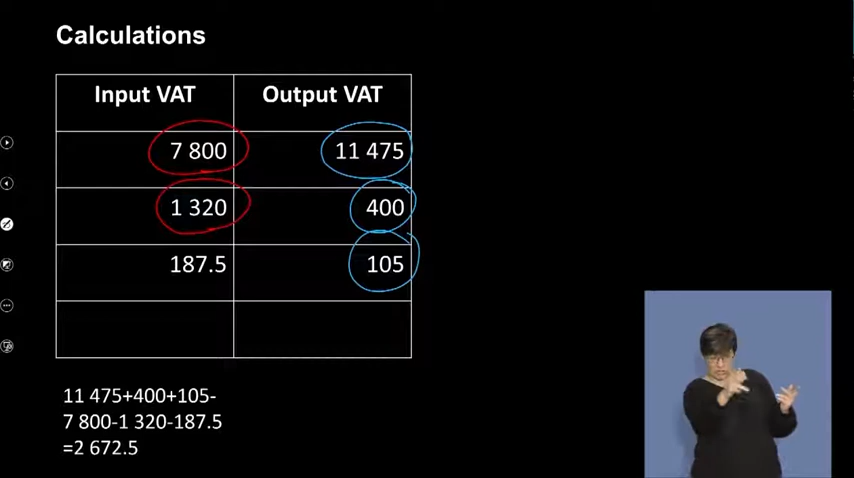 Calculations
Input VAT Output VAT
7 800 11 475
1 320 400
187.5 105
11 475+400+105-
7 800-1 320-187.5
=2 672.5